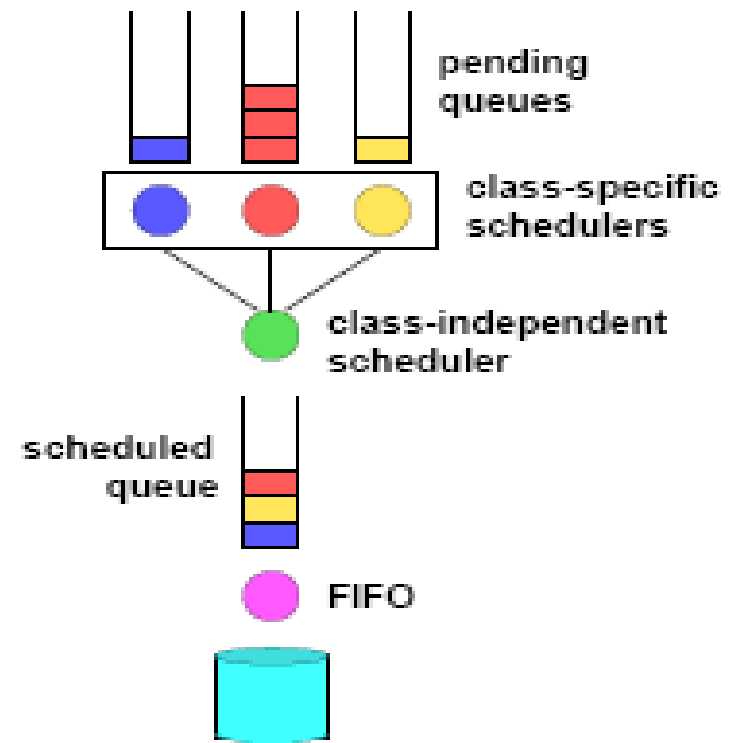 pending
queues
class-specific
schedulers
class-independent
scheduler
scheduled
queue
FIFO